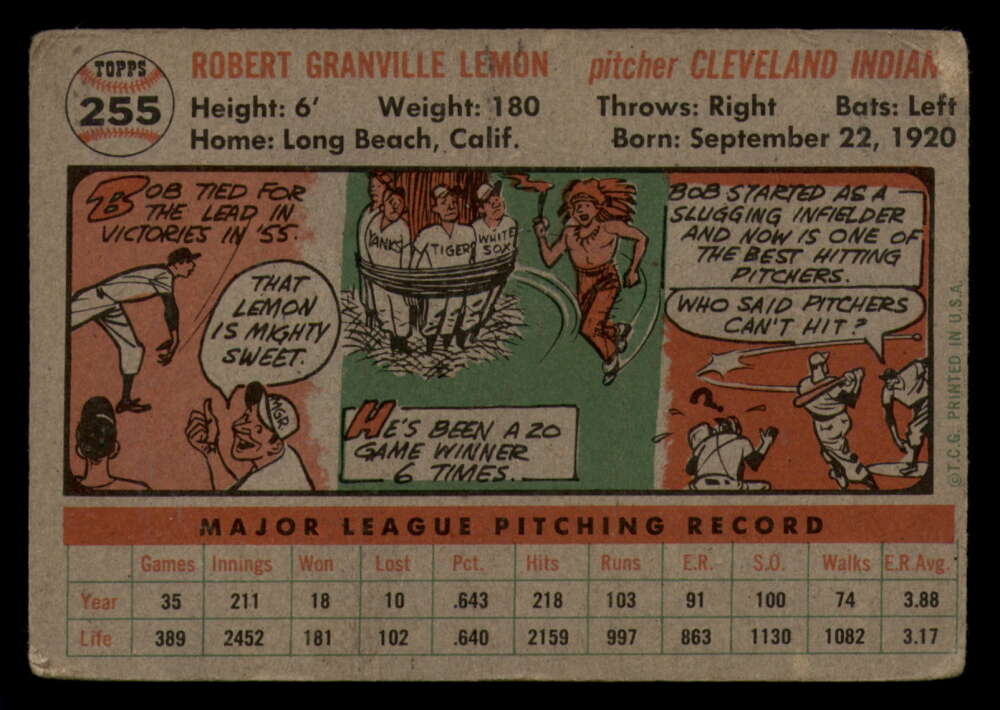 TOPPS
255
ROBERT GRANVILLE LEMON pitcher CLEVELAND INDIAN
Height: 6' Weight: 180 Throws: Right Bats: Left
Home: Long Beach, Calif. Born: September 22, 1920
BOB TIED FOR
THE LEAD IN
VICTORIES IN '55.
THAT
LEMON
IS MIGHTY
SWEET.
MGR.
YANKS
TIGERS
WHITE
SOX
HE'S BEEN A 20
GAME WINNER
6 TIMES.
BOB STARTED AS A
SLUGGING INFIELDER
AND NOW IS ONE OF
THE BEST HITTING
PITCHERS.
WHO SAID PITCHERS
CAN'T HIT?
?
©T.C.G. PRINTED IN U.S.A.
MAJOR LEAGUE PITCHING RECORD
Games Innings Won Lost Pct. Hits Runs E.R. S.O. Walks E.R.Avg.
Year 35 211 18 10 .643 218 103 91 100 74 3.88
Life 389 2452 181 102 .640 2159 997 863 1130 1082 3.17